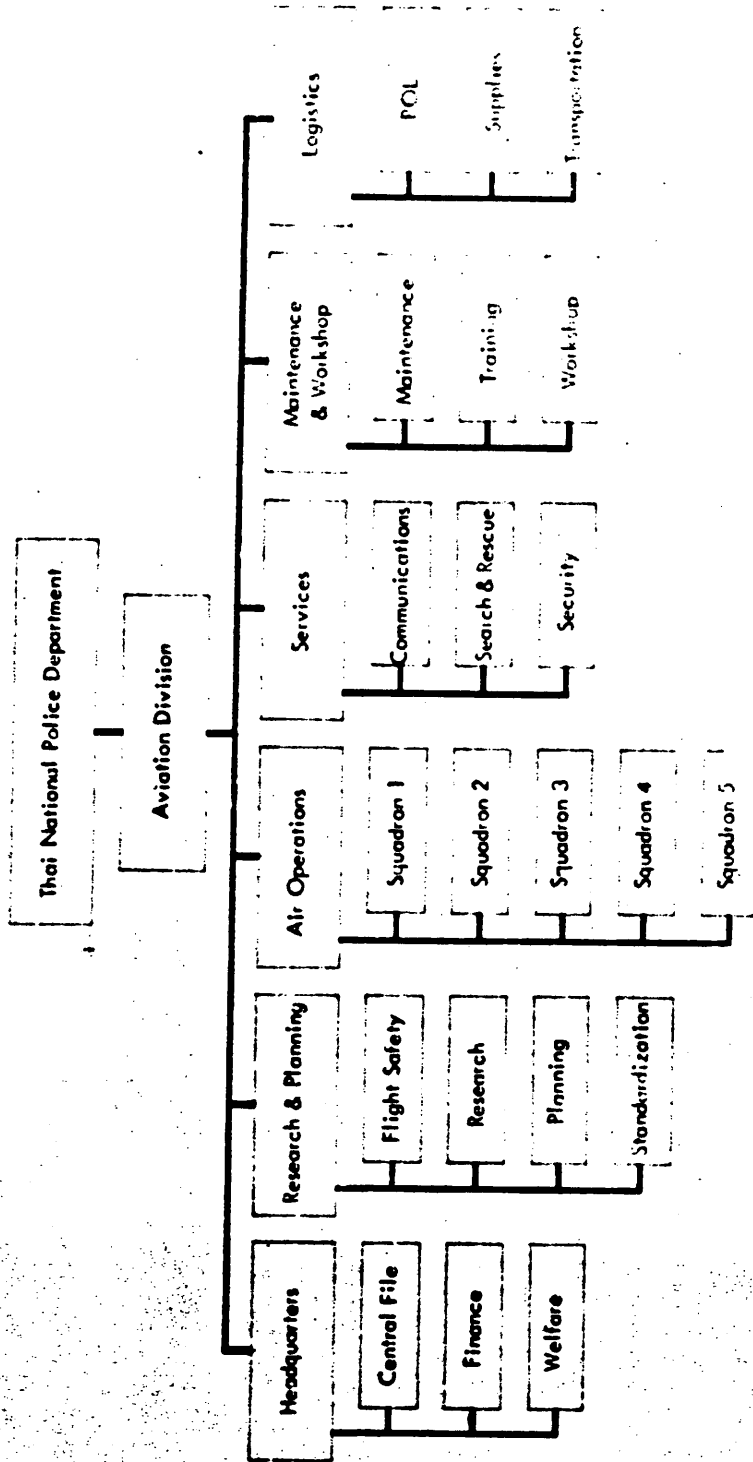 Thai National Police Department
Aviation Division
Headquarters
Central File
Finance
Welfare
Research & Planning
Flight Safety
Research
Planning
Standardization
Air Operations
Squadron 1
Squadron 2
Squadron 3
Squadron 4
Squadron 5
Services
Communications
Search & Rescue
Security
Maintenance
& Workshop
Maintenance
Training
Workshop
Logistics
POL
Supplies
Transportation